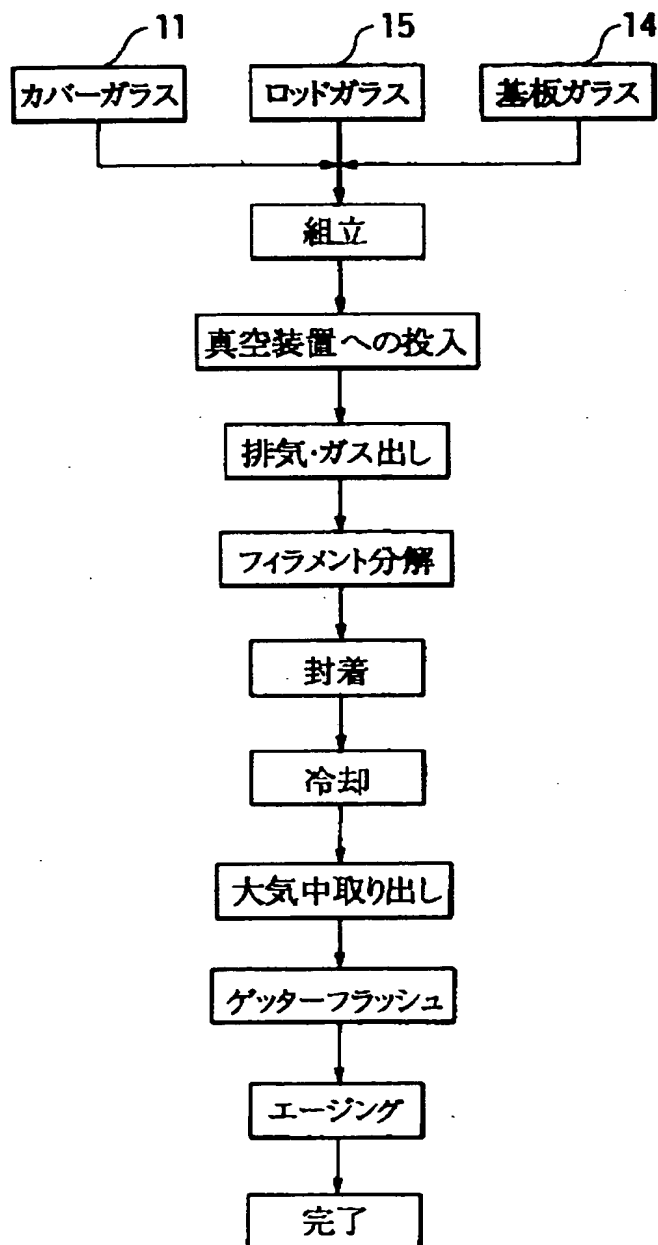 11
15
14
カバーガラス
ロッドガラス
基板ガラス
組立
真空装置への投入
排気・ガス出し
フィラメント分解
封着
冷却
大気中取り出し
ゲッターフラッシュ
エージング
完了